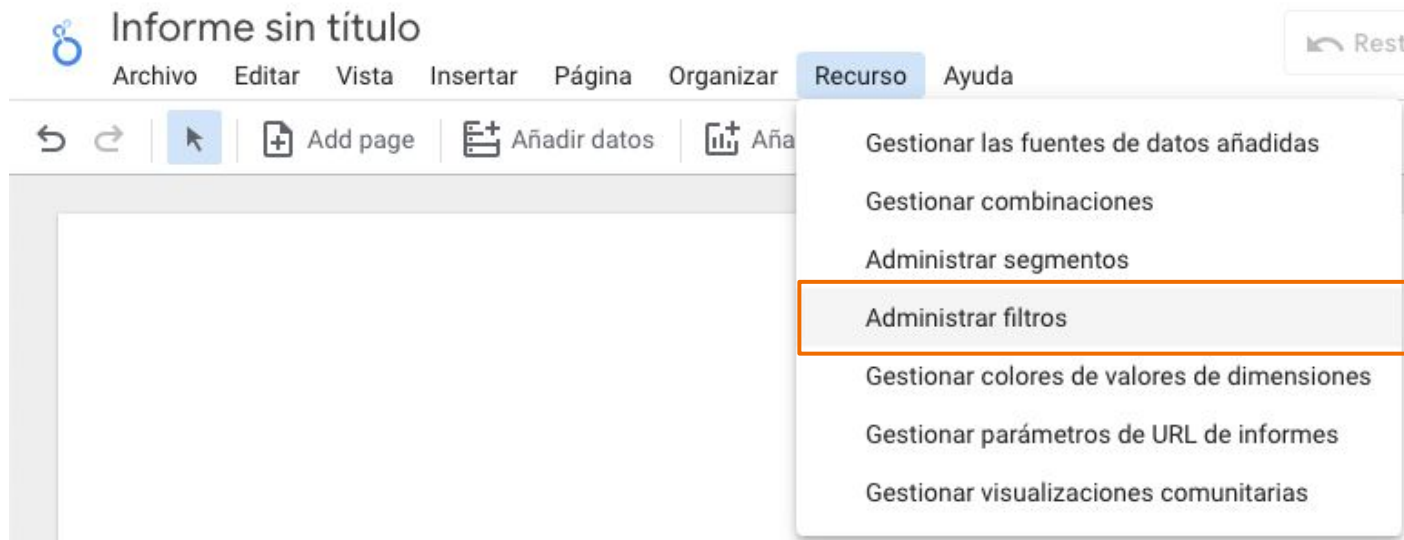 Informe sin título
Rest
Archivo Editar Vista Insertar Página Organizar Recurso Ayuda
Add page Añadir datos Aña
Gestionar las fuentes de datos añadidas
Gestionar combinaciones
Administrar segmentos
Administrar filtros
Gestionar colores de valores de dimensiones
Gestionar parámetros de URL de informes
Gestionar visualizaciones comunitarias